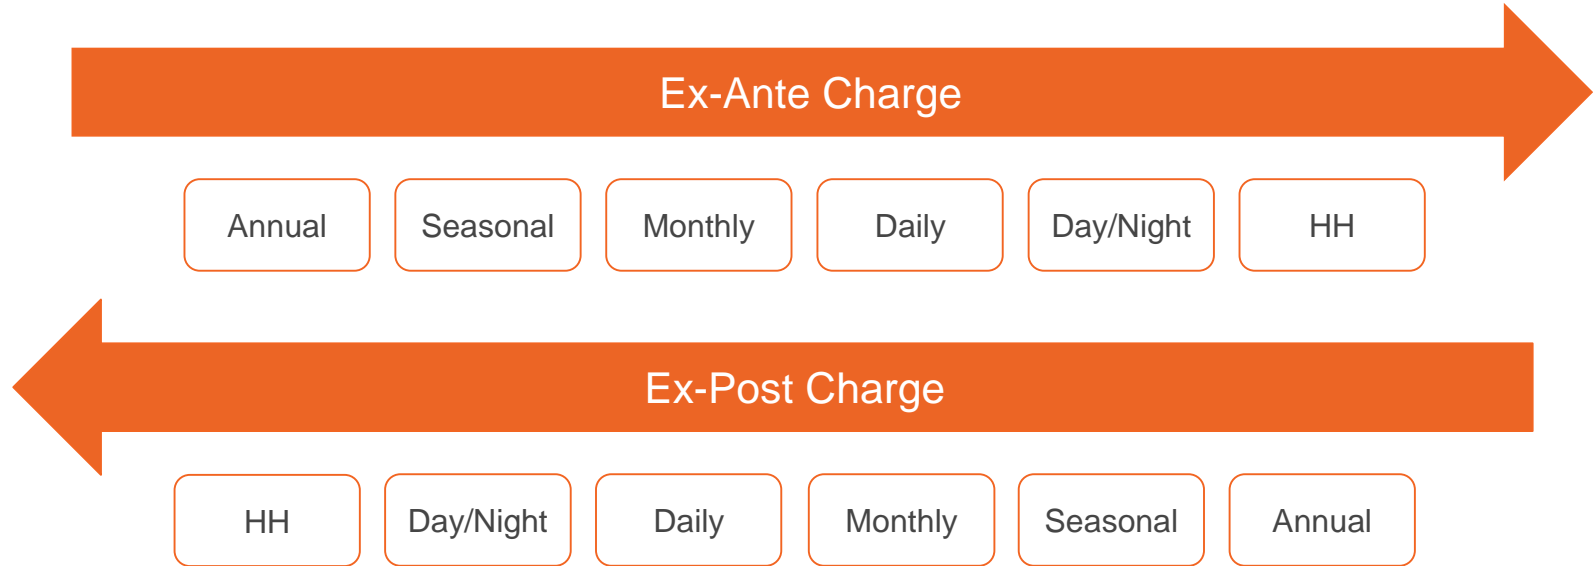 Ex-Ante Charge
Annual
Seasonal
Monthly
Daily
Day/Night
HH
Ex-Post Charge
HH
Day/Night
Daily
Monthly
Seasonal
Annual